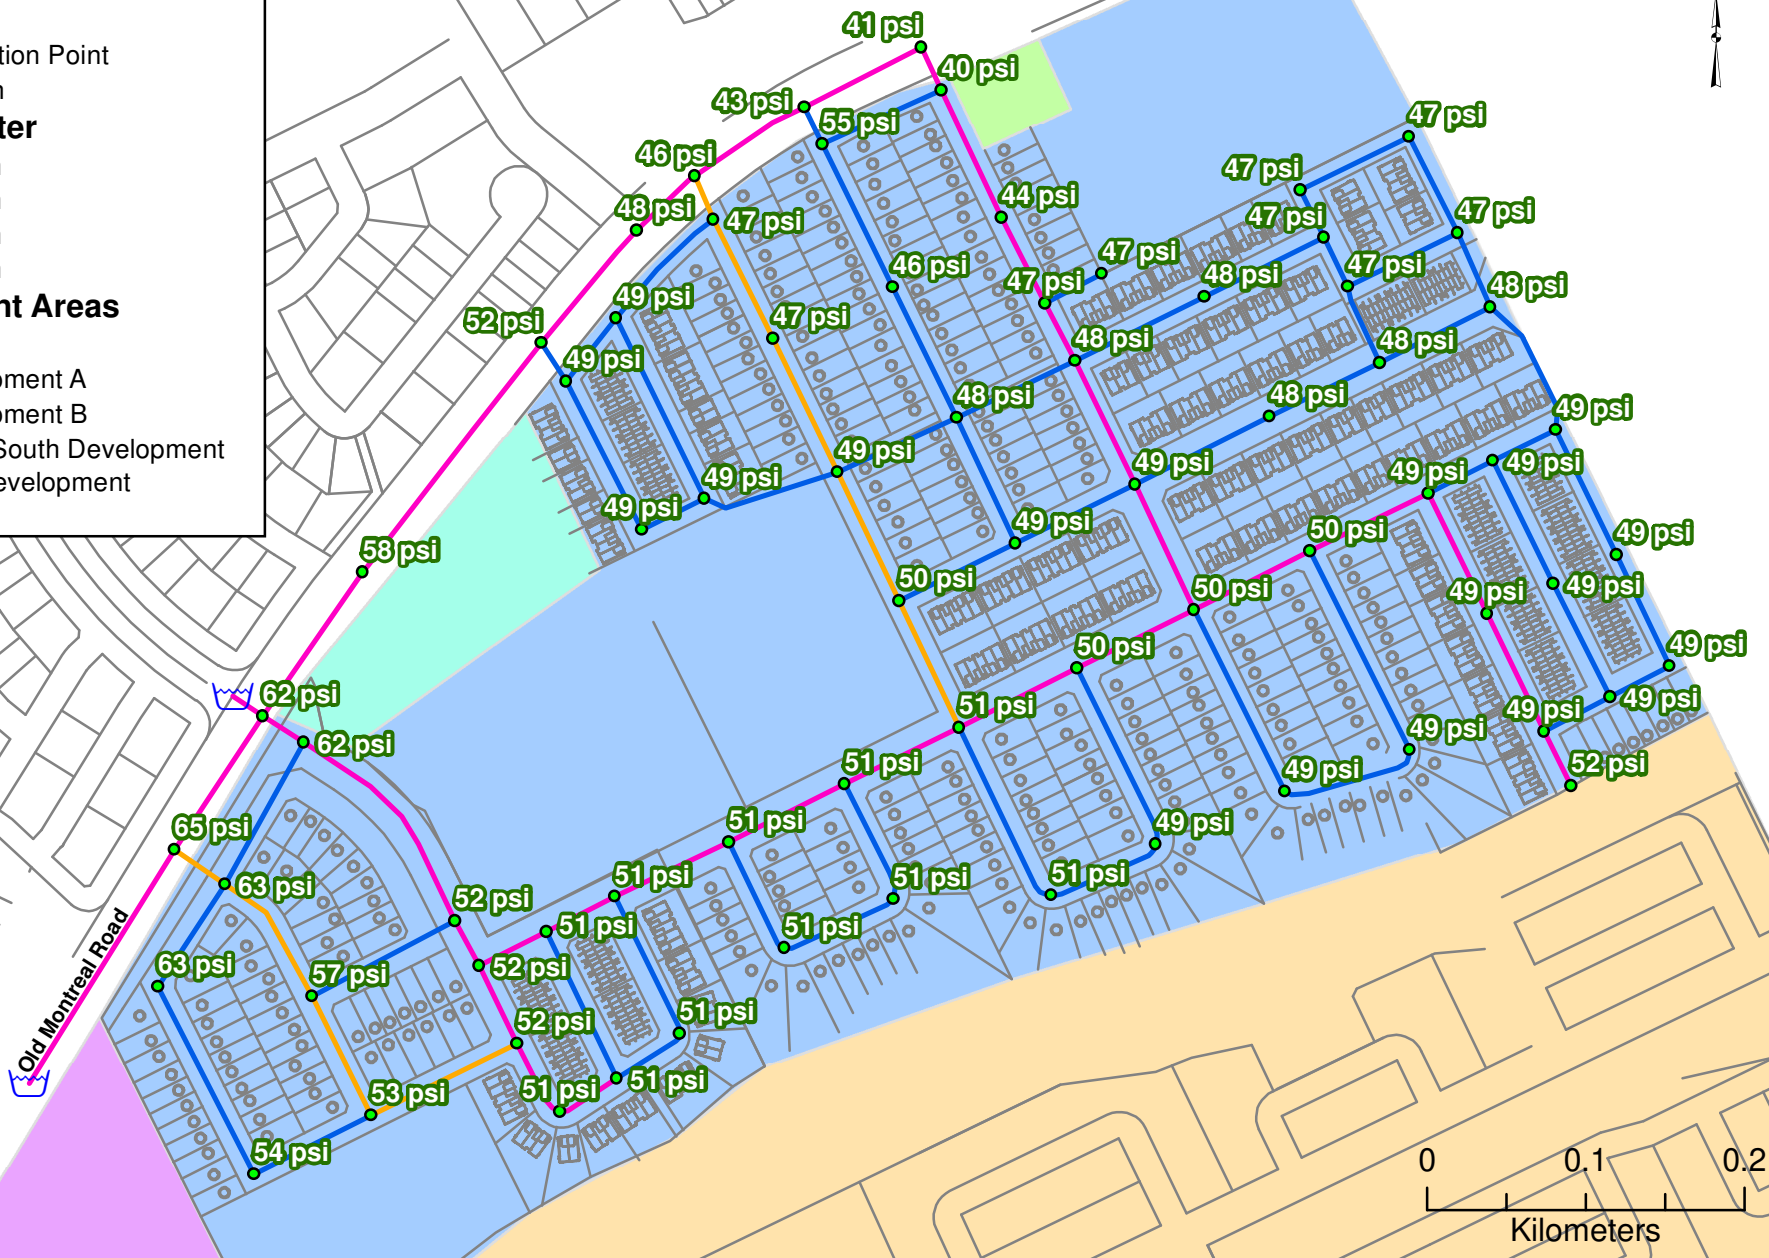 tion Point
n
ter
nt Areas
pment A
pment B
South Development
evelopment
41 psi
40 psi
43 psi
55 psi
47 psi
46 psi
47 psi
44 psi
48 psi
47 psi
47 psi
47 psi
46 psi
47 psi
48 psi
47 psi
49 psi
47 psi
48 psi
52 psi
47 psi
48 psi
48 psi
49 psi
48 psi
48 psi
49 psi
49 psi
49 psi
49 psi
49 psi
49 psi
49 psi
49 psi
50 psi
49 psi
58 psi
50 psi
49 psi
50 psi
49 psi
49 psi
50 psi
62 psi
51 psi
49 psi
49 psi
62 psi
49 psi
51 psi
49 psi
52 psi
65 psi
51 psi
49 psi
51 psi
51 psi
51 psi
63 psi
52 psi
51 psi
51 psi
63 psi
52 psi
57 psi
51 psi
52 psi
Old Montreal Road
53 psi
51 psi
51 psi
54 psi
0 0.1 0.2
Kilometers